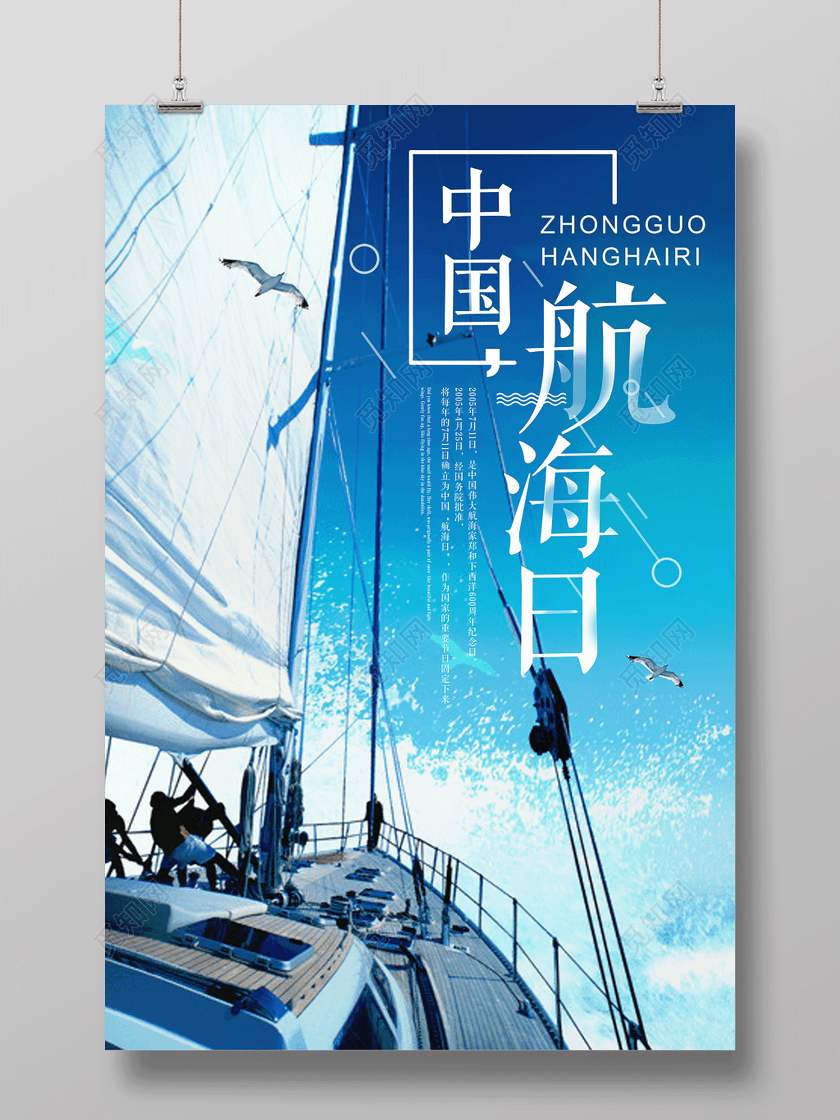 中国
ZHONGGUO
HANGHAIRI
航海日
2005年7月11日，是中国伟大航海家郑和下西洋600周年纪念日
2005年4月25日，经国务院批准，
将每年的7月11日确立为中国“航海日”，作为国家的重要节日固定下来
觅知网